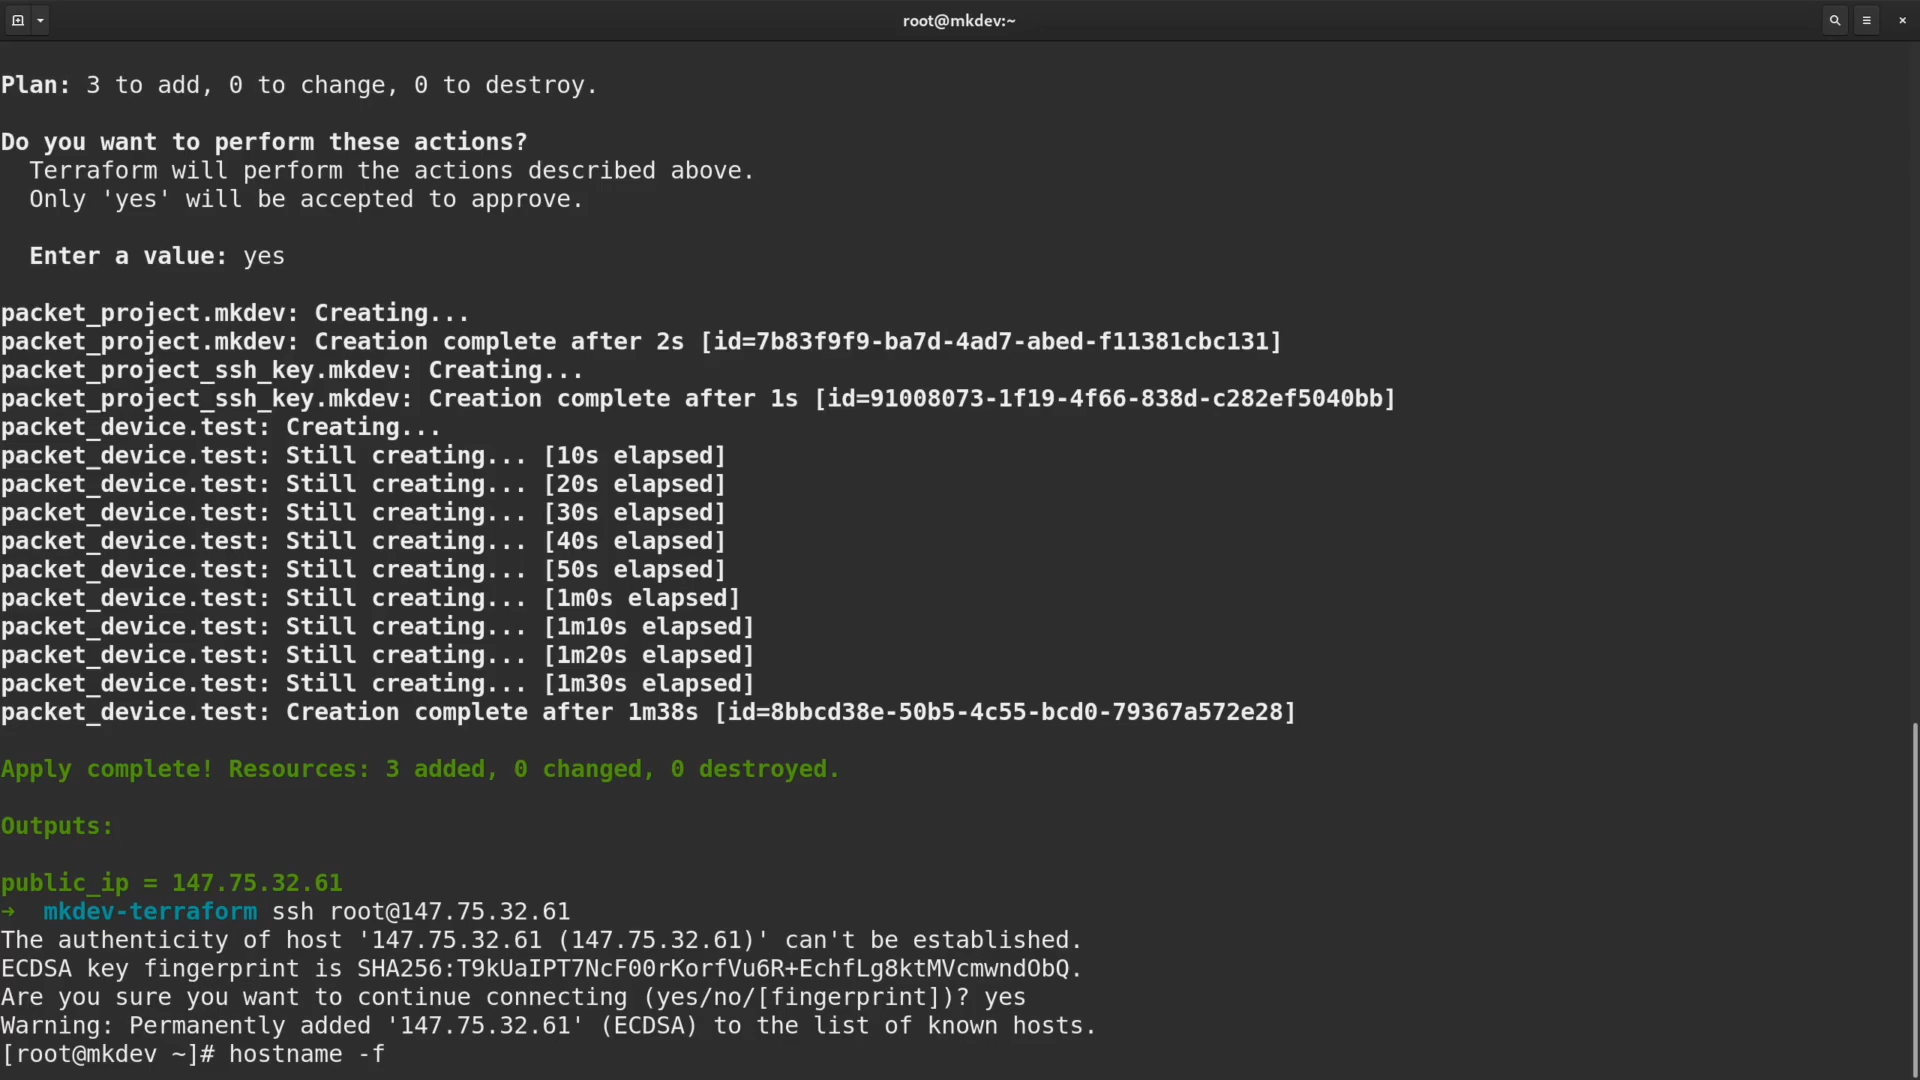 root@mkdev:~
Plan: 3 to add, 0 to change, 0 to destroy.
Do you want to perform these actions?
  Terraform will perform the actions described above.
  Only 'yes' will be accepted to approve.
  Enter a value: yes
packet_project.mkdev: Creating...
packet_project.mkdev: Creation complete after 2s [id=7b83f9f9-ba7d-4ad7-abed-f11381cbc131]
packet_project_ssh_key.mkdev: Creating...
packet_project_ssh_key.mkdev: Creation complete after 1s [id=91008073-1f19-4f66-838d-c282ef5040bb]
packet_device.test: Creating...
packet_device.test: Still creating... [10s elapsed]
packet_device.test: Still creating... [20s elapsed]
packet_device.test: Still creating... [30s elapsed]
packet_device.test: Still creating... [40s elapsed]
packet_device.test: Still creating... [50s elapsed]
packet_device.test: Still creating... [1m0s elapsed]
packet_device.test: Still creating... [1m10s elapsed]
packet_device.test: Still creating... [1m20s elapsed]
packet_device.test: Still creating... [1m30s elapsed]
packet_device.test: Creation complete after 1m38s [id=8bbcd38e-50b5-4c55-bcd0-79367a572e28]
Apply complete! Resources: 3 added, 0 changed, 0 destroyed.
Outputs:
public_ip = 147.75.32.61
→  mkdev-terraform ssh root@147.75.32.61
The authenticity of host '147.75.32.61 (147.75.32.61)' can't be established.
ECDSA key fingerprint is SHA256:T9kUaIPT7NcF00rKorfVu6R+EchfLg8ktMVcmwndObQ.
Are you sure you want to continue connecting (yes/no/[fingerprint])? yes
Warning: Permanently added '147.75.32.61' (ECDSA) to the list of known hosts.
[root@mkdev ~]# hostname -f